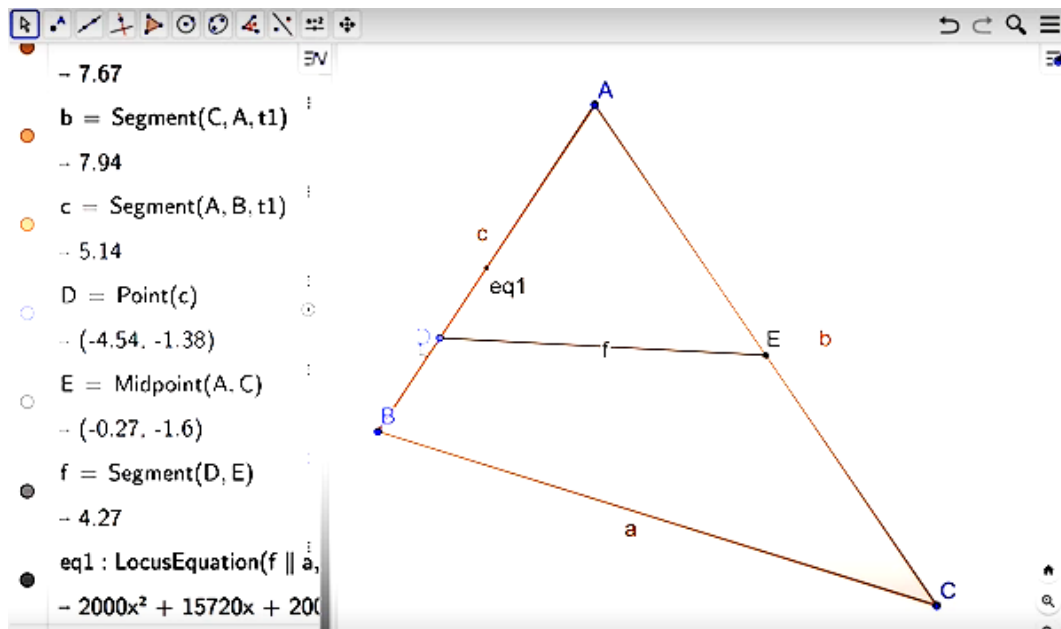 – 7.67
b = Segment(C, A, t1)
– 7.94
c = Segment(A, B, t1)
– 5.14
D = Point(c)
– (-4.54, -1.38)
E = Midpoint(A, C)
– (-0.27, -1.6)
f = Segment(D, E)
– 4.27
eq1 : LocusEquation(f ∥ a,
– 2000x² + 15720x + 200
A
c
eq1
D
f
E
b
B
a
C